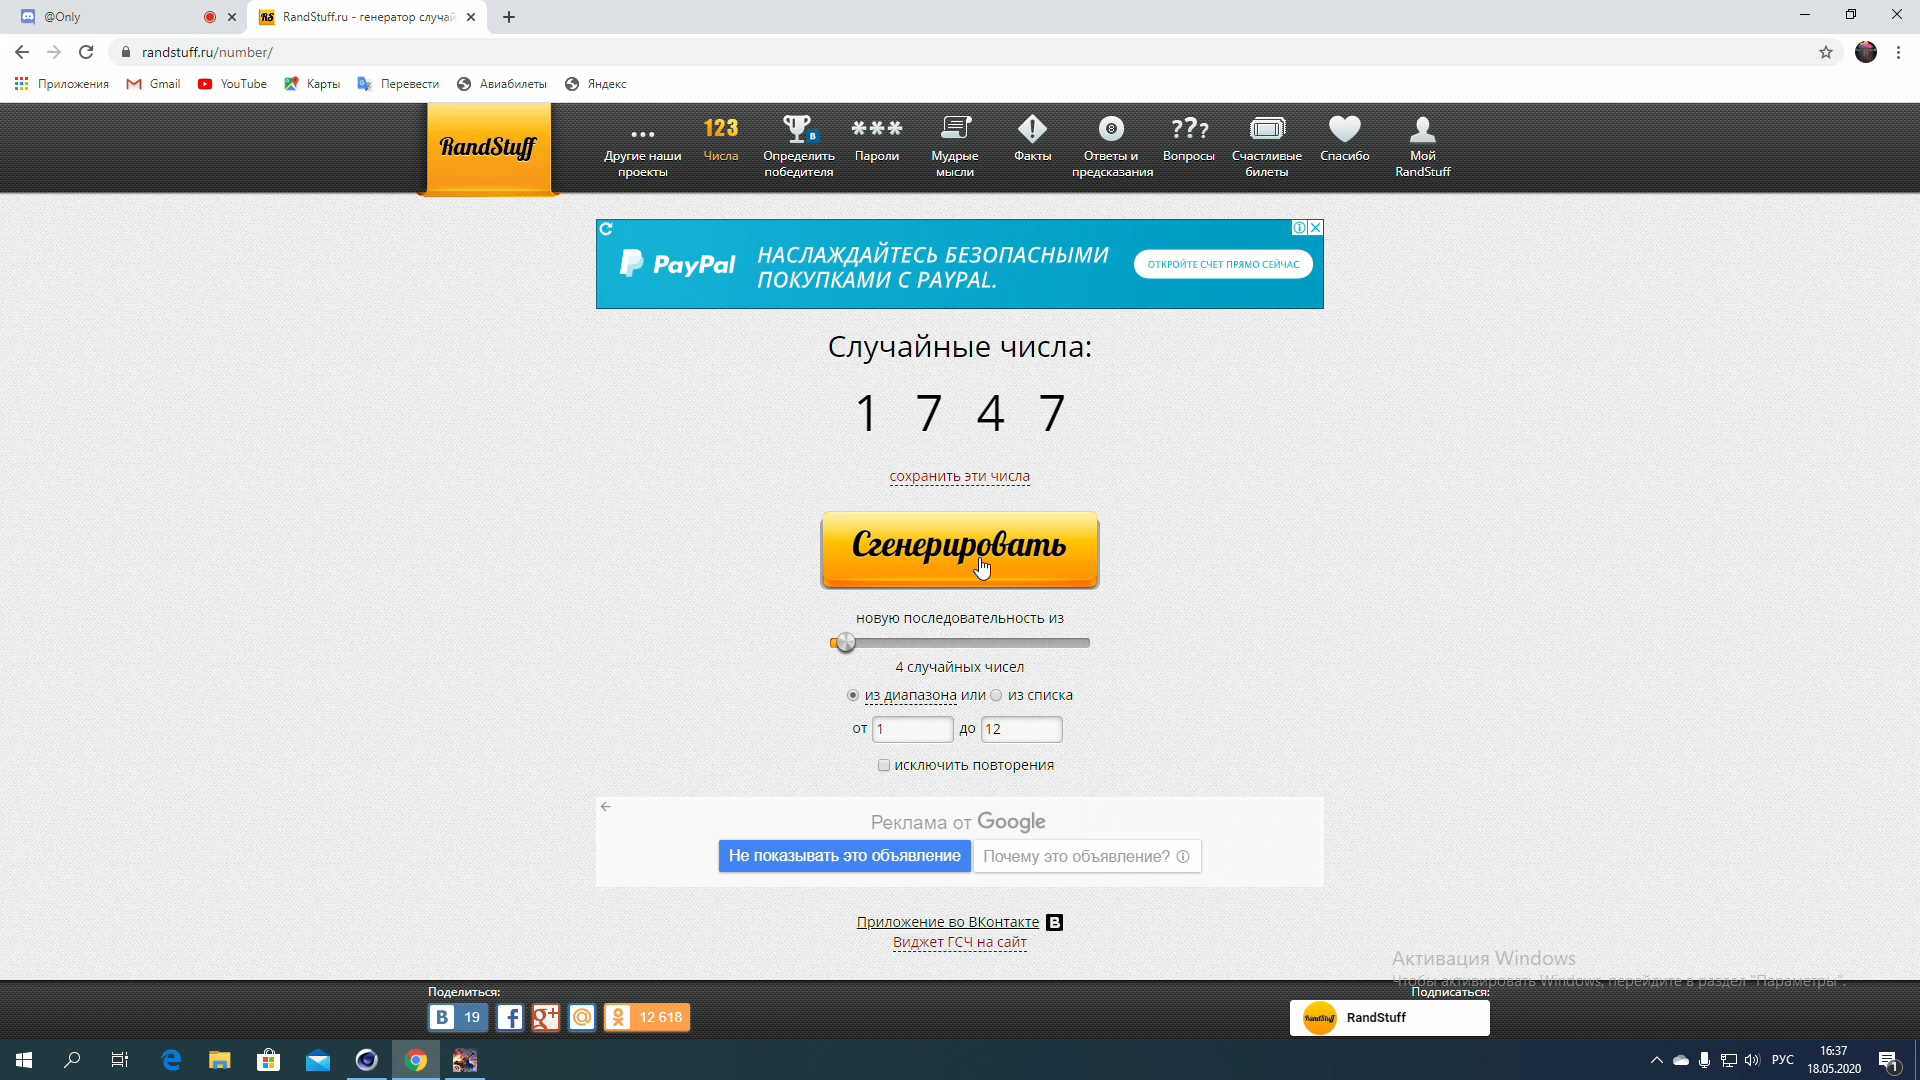 @Only
RandStuff.ru - генератор случай
randstuff.ru/number/
Приложения Gmail YouTube Карты Перевести Авиабилеты Яндекс
RandStuff
Другие наши проекты
123
Числа
Определить победителя
Пароли
Мудрые мысли
Факты
Ответы и предсказания
???
Вопросы
Счастливые билеты
Спасибо
Мой RandStuff
PayPal
НАСЛАЖДАЙТЕСЬ БЕЗОПАСНЫМИ
ПОКУПКАМИ С PAYPAL.
ОТКРОЙТЕ СЧЕТ ПРЯМО СЕЙЧАС
Случайные числа:
1 7 4 7
сохранить эти числа
Сгенерировать
новую последовательность из
4 случайных чисел
из диапазона или из списка
от 1 до 12
исключить повторения
Реклама от Google
Не показывать это объявление Почему это объявление?
Приложение во ВКонтакте B
Виджет ГСЧ на сайт
Активация Windows
Чтобы активировать Windows, перейдите в раздел "Параметры".
Поделиться:
B 19 f g+ @ 12 618
Подписаться:
RandStuff RandStuff
РУС
16:37
18.05.2020
1